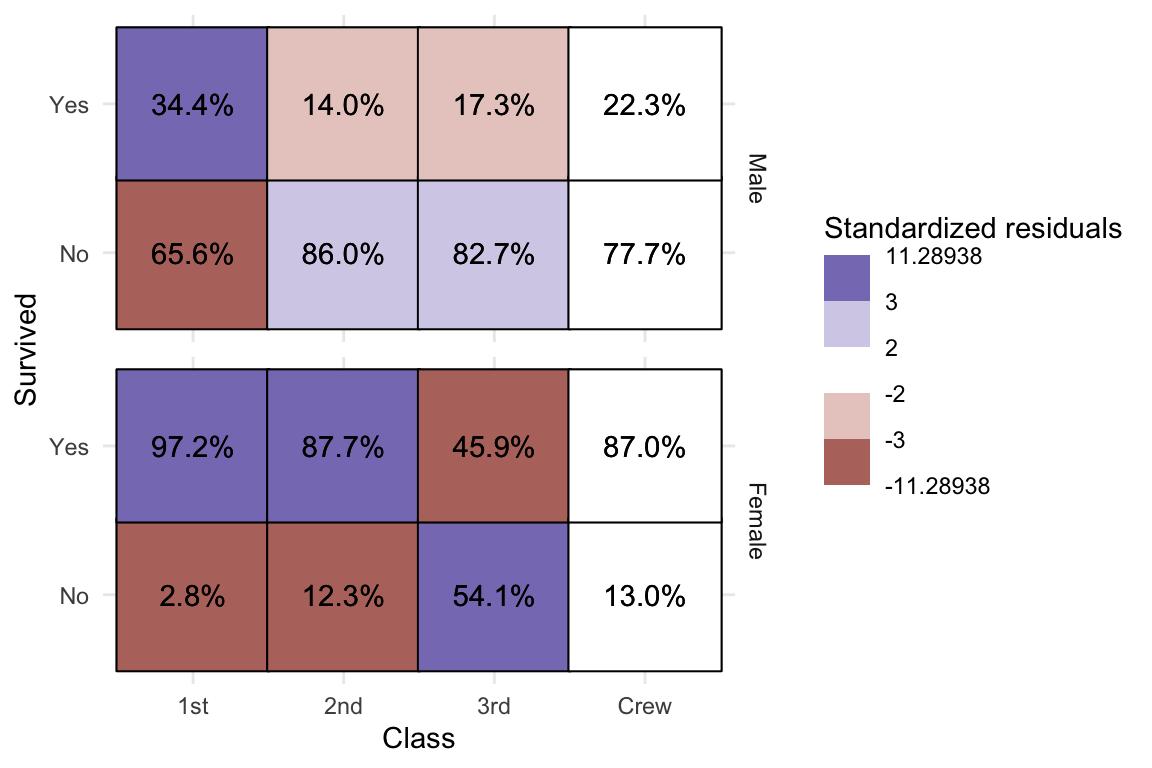 Yes 34.4% 14.0% 17.3% 22.3%
Male
No 65.6% 86.0% 82.7% 77.7%
Survived
Yes 97.2% 87.7% 45.9% 87.0%
Female
No 2.8% 12.3% 54.1% 13.0%
1st 2nd 3rd Crew
Class
Standardized residuals
11.28938
3
2
-2
-3
-11.28938